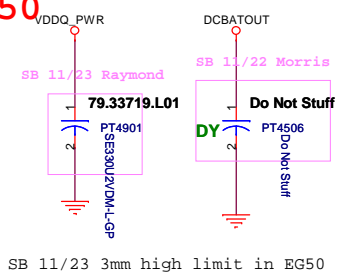 50
VDDQ_PWR
DCBATOUT
SB 11/22 Morris
SB 11/23 Raymond
1
79.33719.L01
1
Do Not Stuff
PT4901
DY
PT4506
2
2
SE330U2VDM-L-GP
Do Not Stuff
SB 11/23 3mm high limit in EG50